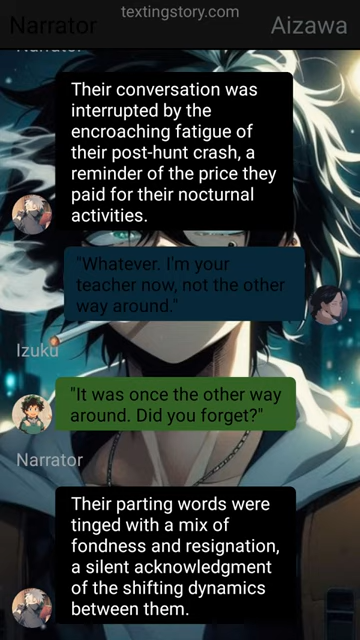 textingstory.com
Narrator
Aizawa
Narrator
Their conversation was
interrupted by the
encroaching fatigue of
their post-hunt crash, a
reminder of the price they
paid for their nocturnal
activities.
"Whatever. I'm your
teacher now, not the other
way around."
Izuku
"It was once the other way
around. Did you forget?"
Narrator
Their parting words were
tinged with a mix of
fondness and resignation,
a silent acknowledgment
of the shifting dynamics
between them.